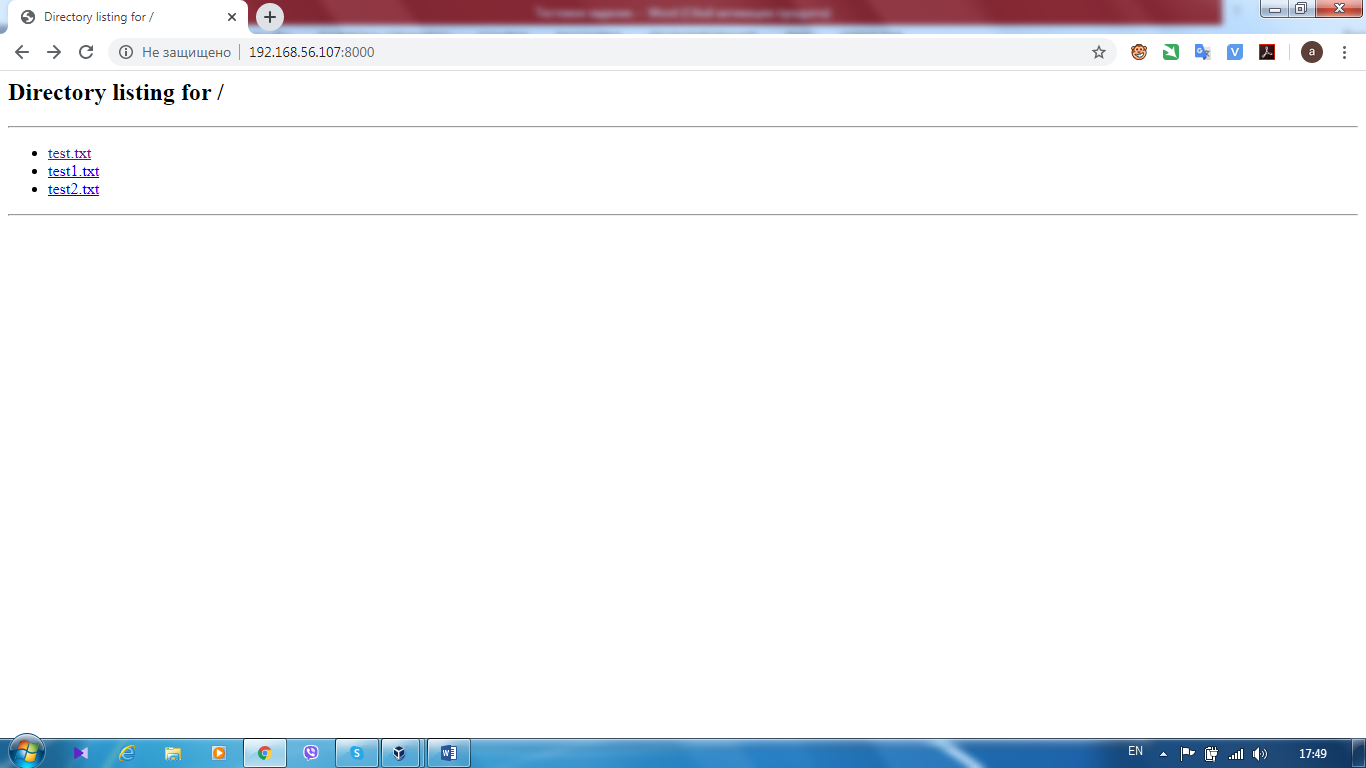 Directory listing for /
Не защищено
192.168.56.107:8000
a
Directory listing for /
test.txt
test1.txt
test2.txt
EN
17:49